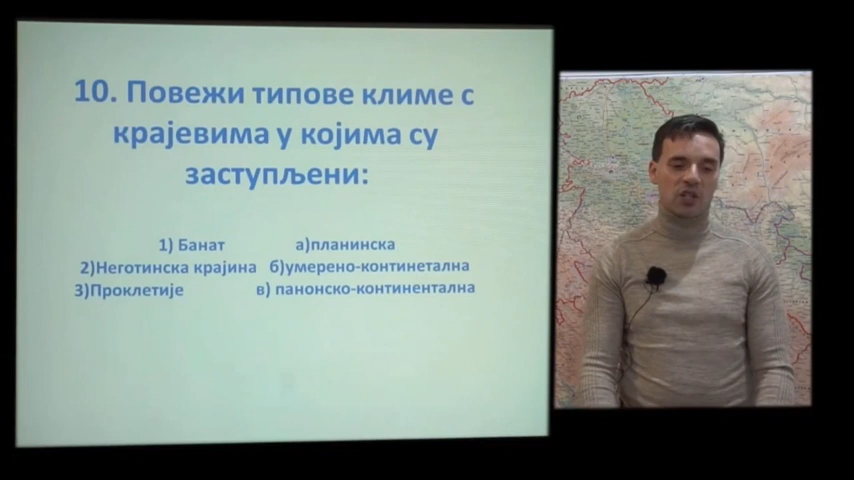 10. Повежи типове климе с
крајевима у којима су
заступљени:
1) Банат а)планинска
2)Неготинска крајина б)умерено-континетална
3)Проклетије в) панонско-континентална